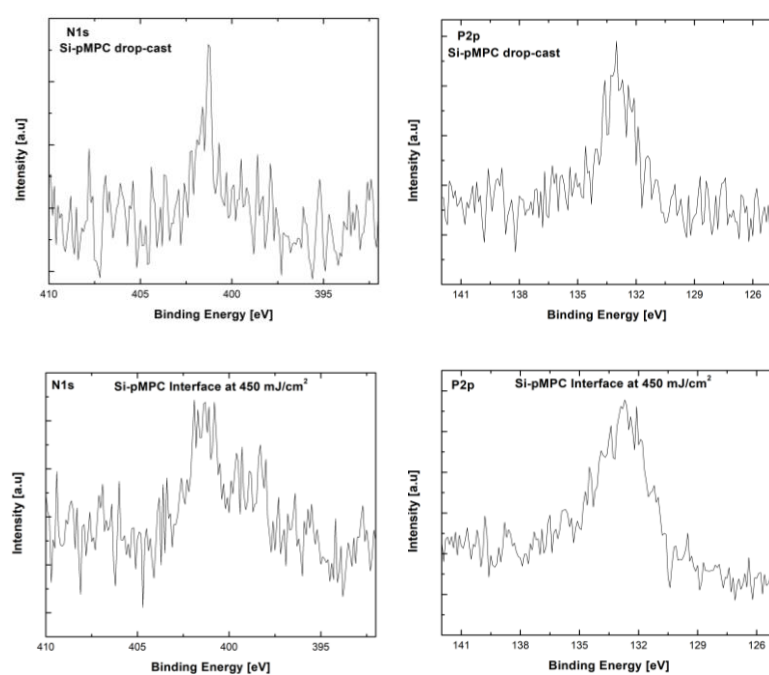 N1s
Si-pMPC drop-cast
Intensity [a.u]
410 405 400 395
Binding Energy [eV]
P2p
Si-pMPC drop-cast
Intensity [a.u]
141 138 135 132 129 126
Binding Energy [eV]
N1s Si-pMPC Interface at 450 mJ/cm²
Intensity [a.u]
410 405 400 395
Binding Energy [eV]
P2p Si-pMPC Interface at 450 mJ/cm²
Intensity [a.u]
141 138 135 132 129 126
Binding Energy [eV]